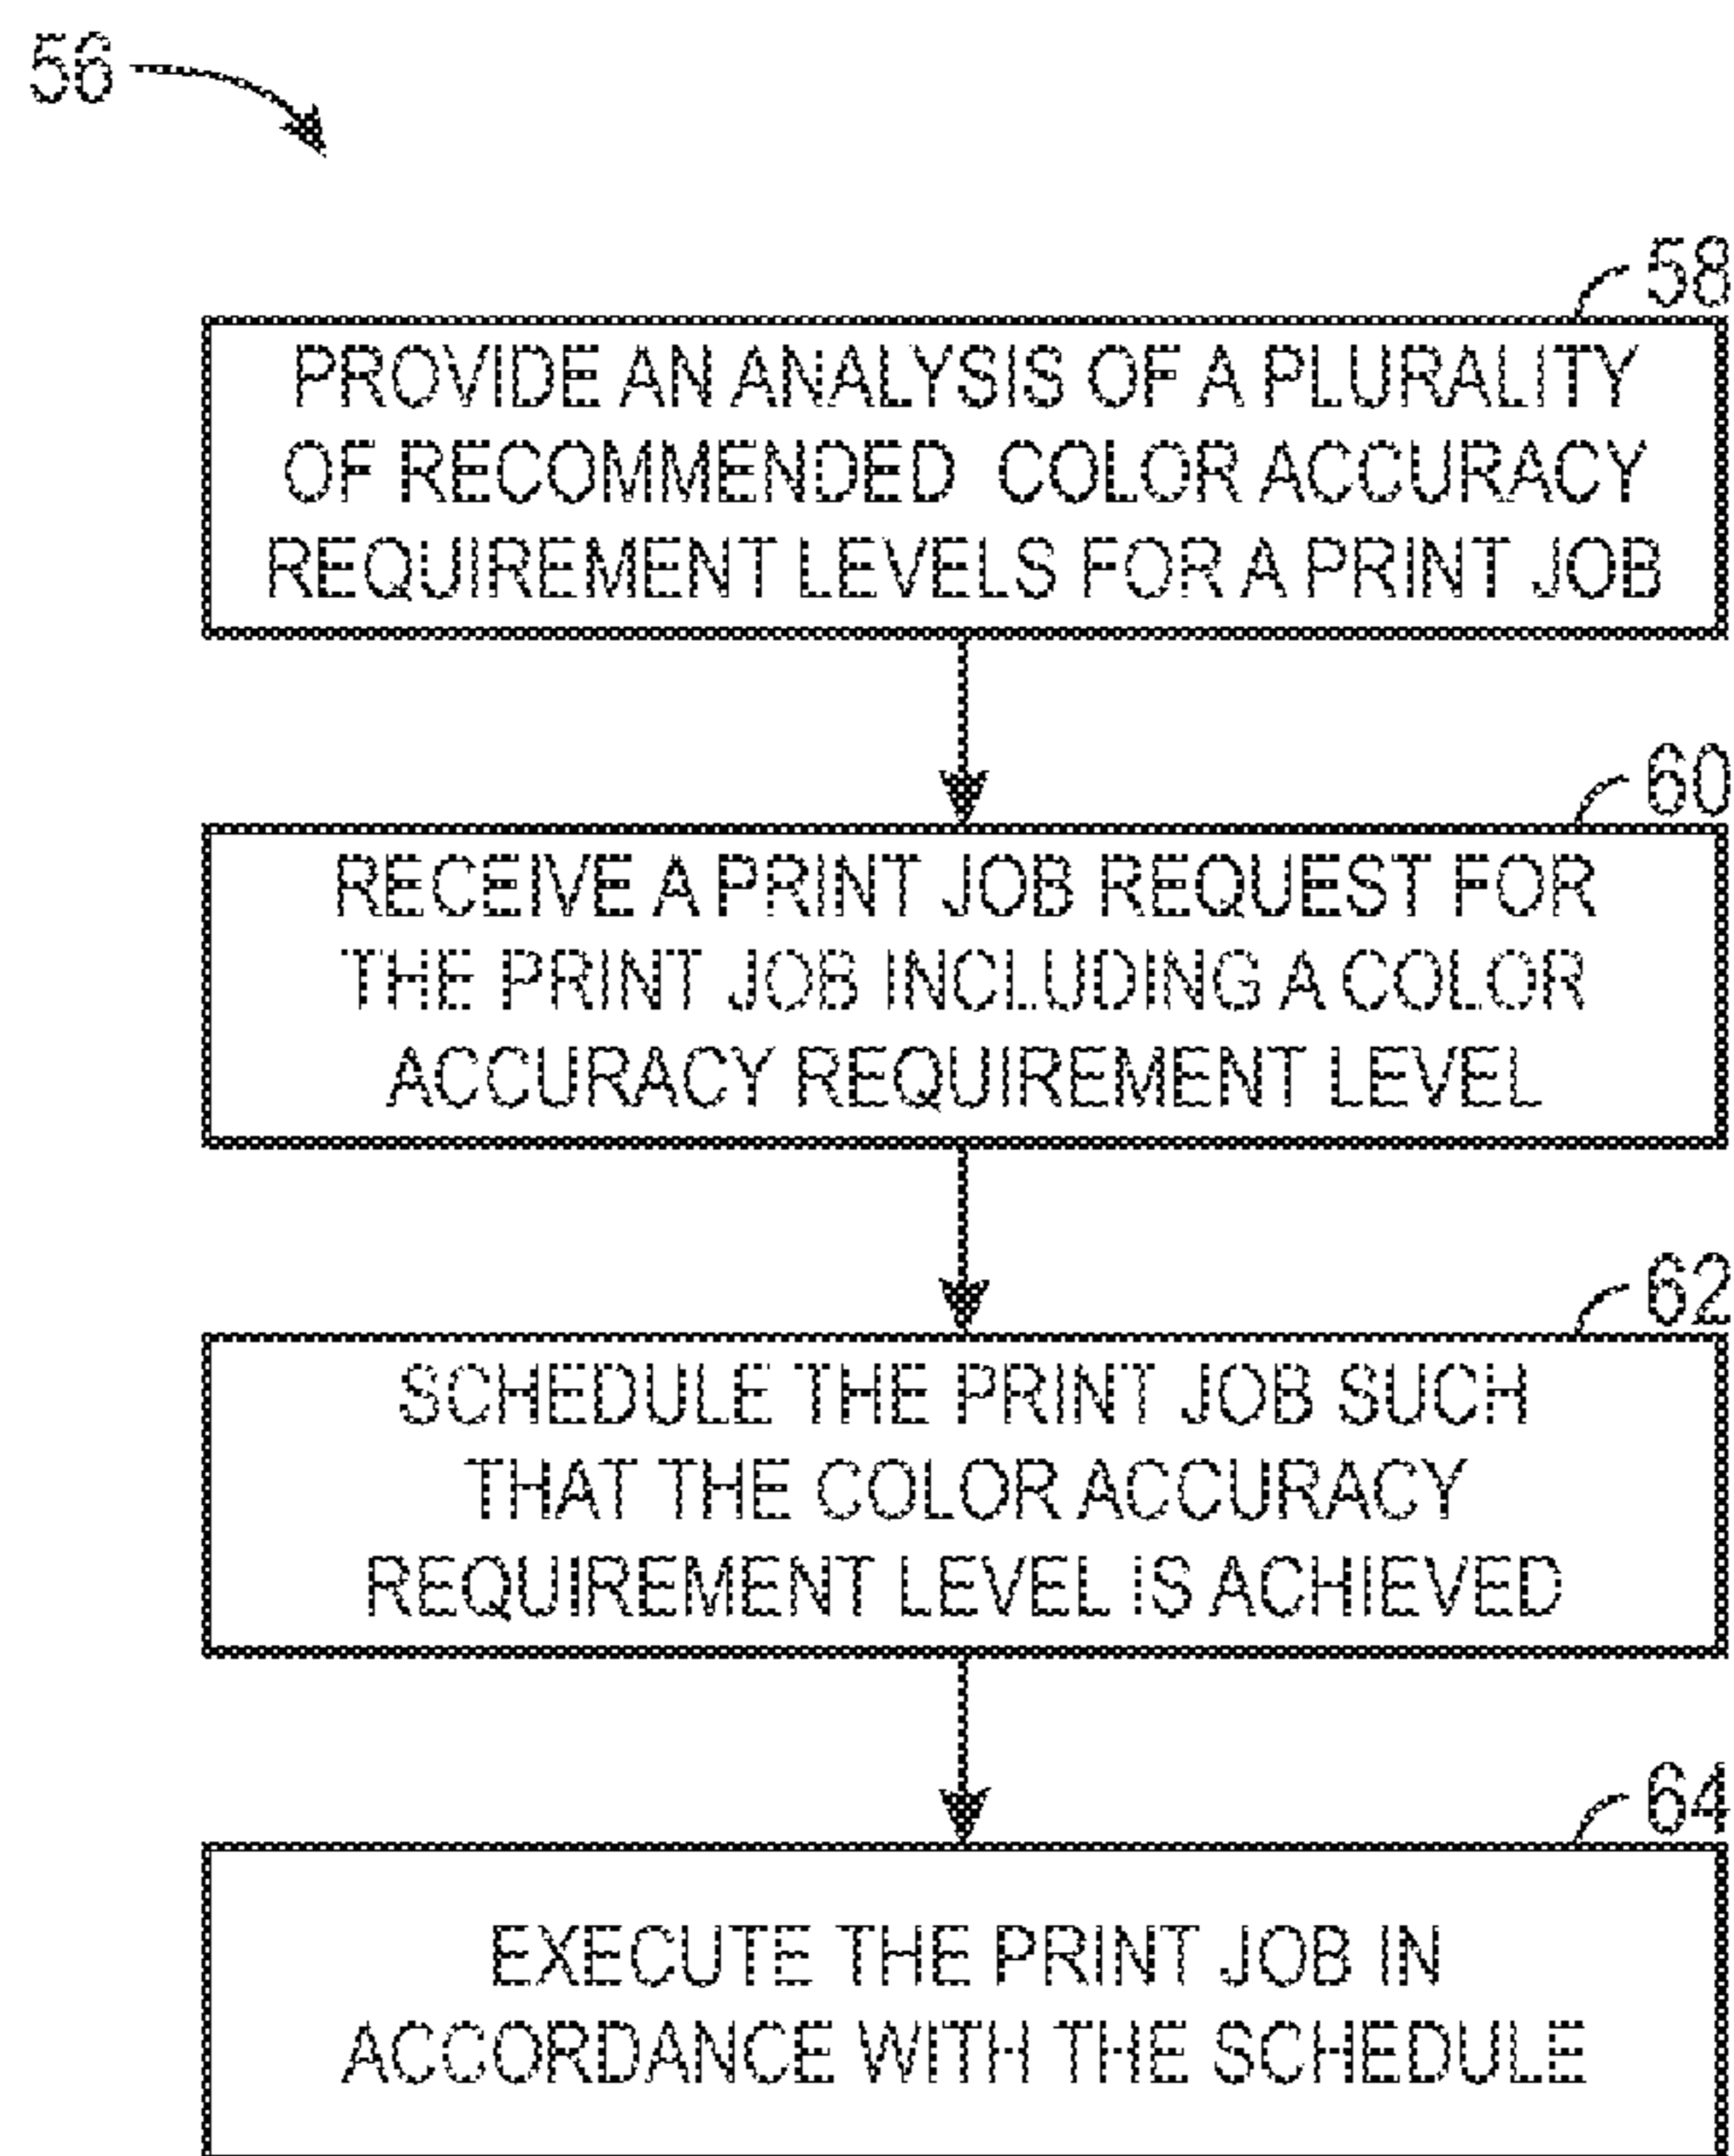 56
58
PROVIDE AN ANALYSIS OF A PLURALITY
OF RECOMMENDED COLOR ACCURACY
REQUIREMENT LEVELS FOR A PRINT JOB
60
RECEIVE A PRINT JOB REQUEST FOR
THE PRINT JOB INCLUDING A COLOR
ACCURACY REQUIREMENT LEVEL
62
SCHEDULE THE PRINT JOB SUCH
THAT THE COLOR ACCURACY
REQUIREMENT LEVEL IS ACHIEVED
64
EXECUTE THE PRINT JOB IN
ACCORDANCE WITH THE SCHEDULE